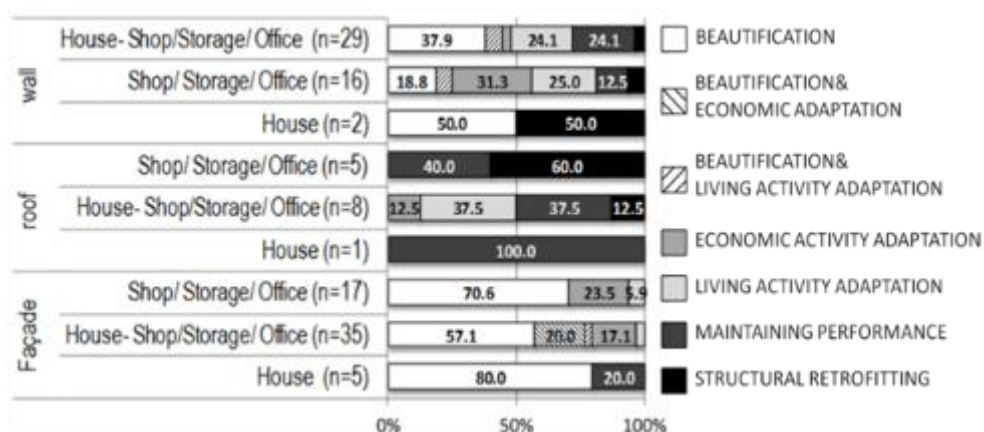 wall
House- Shop/Storage/ Office (n=29)
37.9 24.1 24.1
Shop/ Storage/ Office (n=16)
18.8 31.3 25.0 12.5
House (n=2)
50.0 50.0
roof
Shop/ Storage/ Office (n=5)
40.0 60.0
House- Shop/Storage/ Office (n=8)
12.5 37.5 37.5 12.5
House (n=1)
100.0
Façade
Shop/ Storage/ Office (n=17)
70.6 23.5 5.9
House- Shop/Storage/ Office (n=35)
57.1 20.0 17.1
House (n=5)
80.0 20.0
0% 50% 100%
BEAUTIFICATION
BEAUTIFICATION&
ECONOMIC ADAPTATION
BEAUTIFICATION&
LIVING ACTIVITY ADAPTATION
ECONOMIC ACTIVITY ADAPTATION
LIVING ACTIVITY ADAPTATION
MAINTAINING PERFORMANCE
STRUCTURAL RETROFITTING